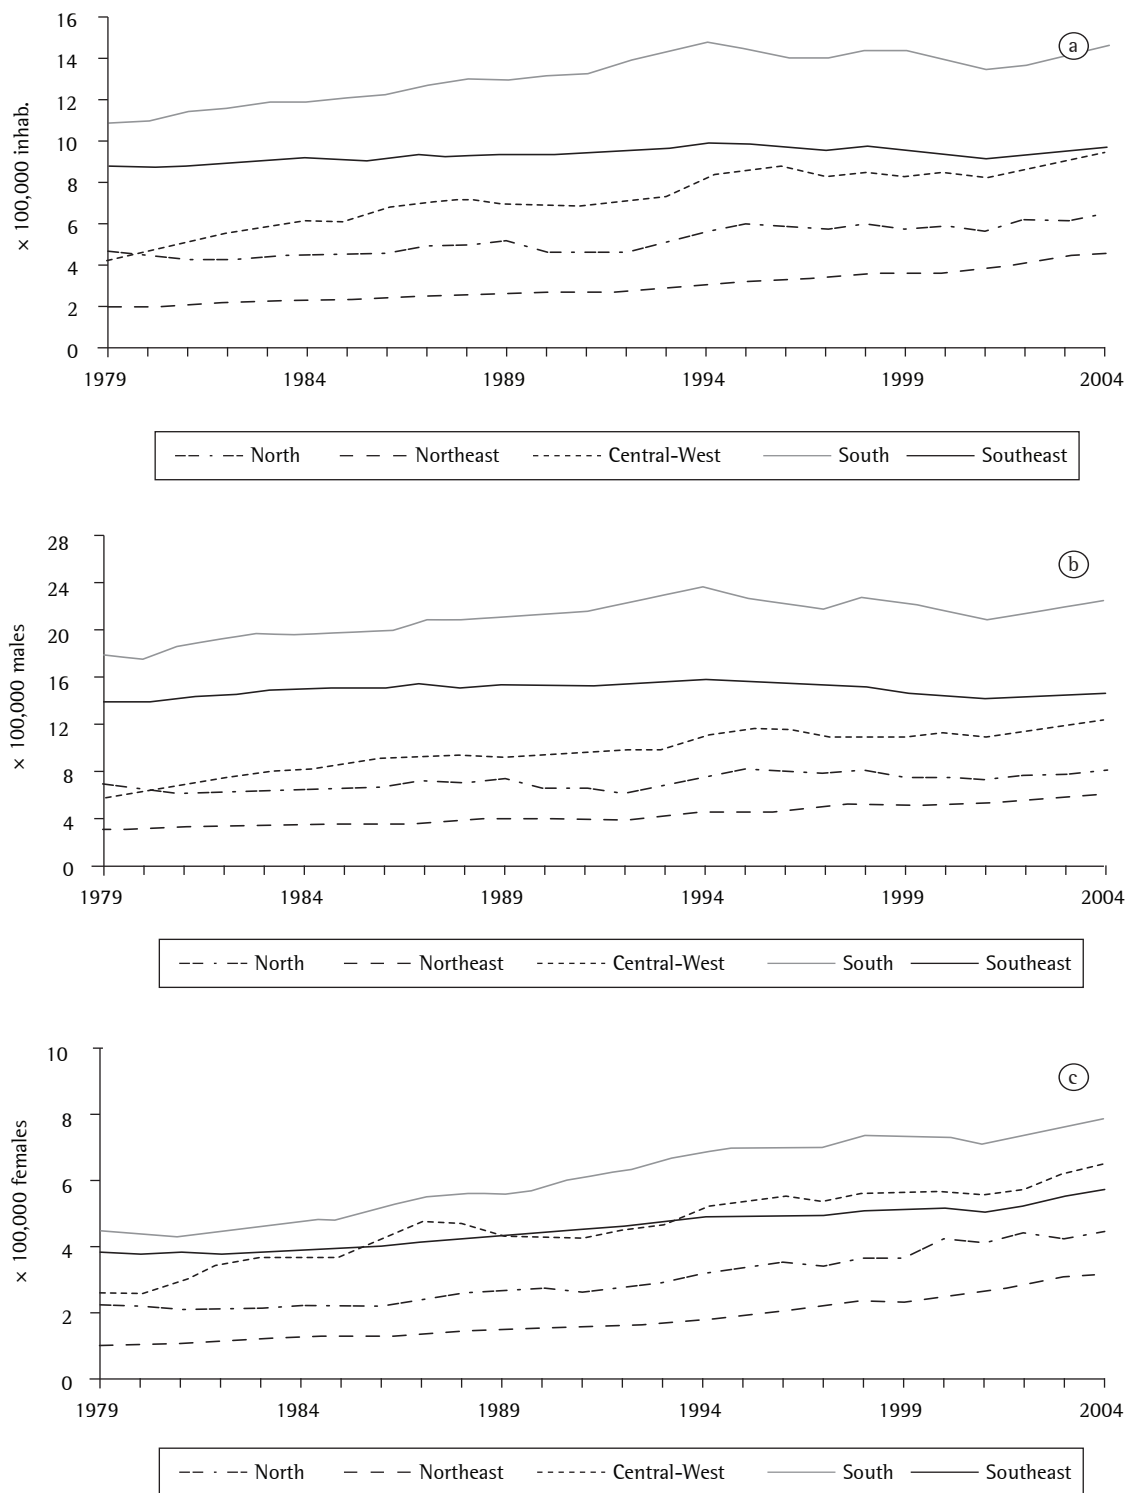 16
14
12
10
8
6
4
2
0
× 100,000 inhab.
a
1979 1984 1989 1994 1999 2004
North Northeast Central-West South Southeast
28
24
20
16
12
8
4
0
× 100,000 males
b
1979 1984 1989 1994 1999 2004
North Northeast Central-West South Southeast
10
8
6
4
2
0
× 100,000 females
c
1979 1984 1989 1994 1999 2004
North Northeast Central-West South Southeast